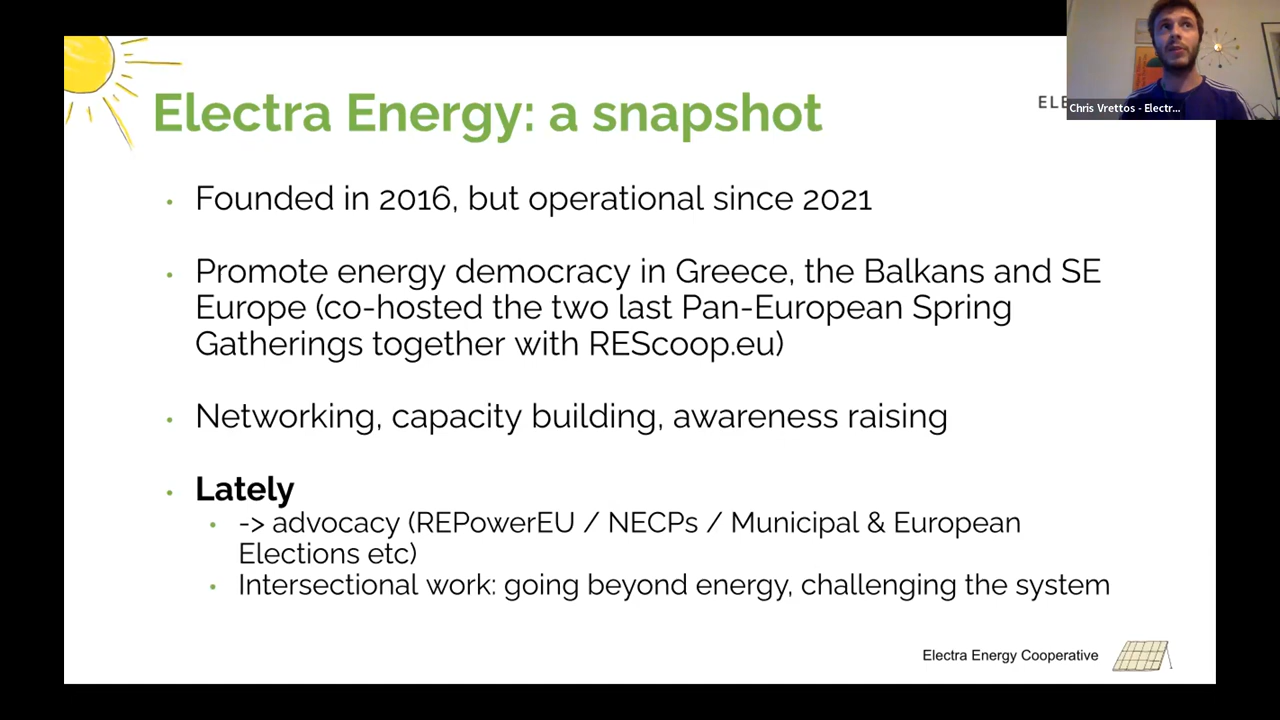 Electra Energy: a snapshot
ELE
Chris Vrettos - Electr...
• Founded in 2016, but operational since 2021
• Promote energy democracy in Greece, the Balkans and SE
Europe (co-hosted the two last Pan-European Spring
Gatherings together with REScoop.eu)
• Networking, capacity building, awareness raising
• Lately
• -> advocacy (REPowerEU / NECPs / Municipal & European
Elections etc)
• Intersectional work: going beyond energy, challenging the system
Electra Energy Cooperative